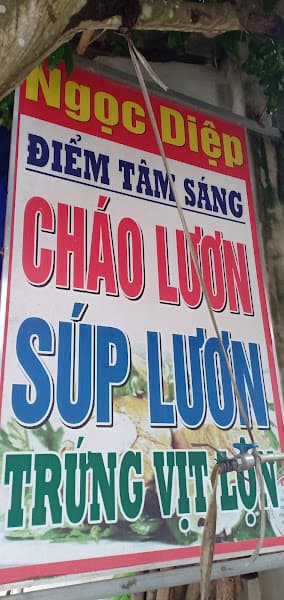 Ngọc Diệp
ĐIỂM TÂM SÁNG
CHÁO LƯƠN
SÚP LƯƠN
TRỨNG VỊT LỘN